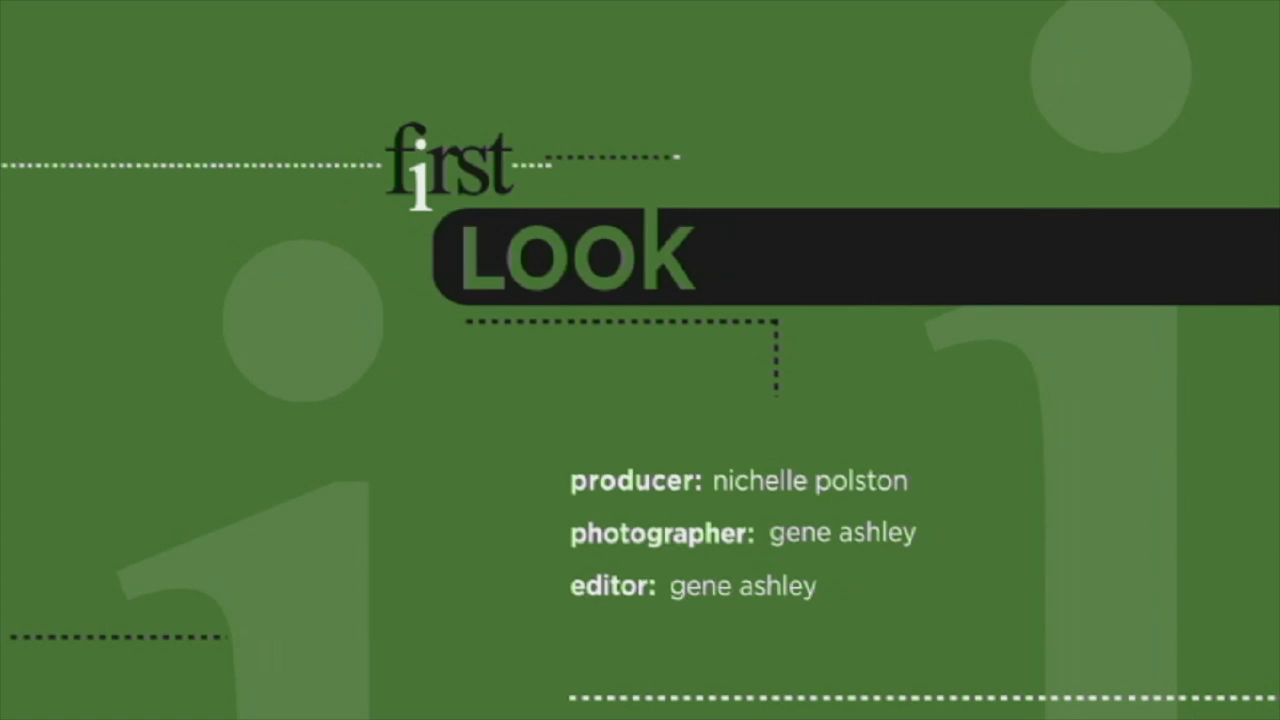 first
LOOk
producer: nichelle polston
photographer: gene ashley
editor: gene ashley